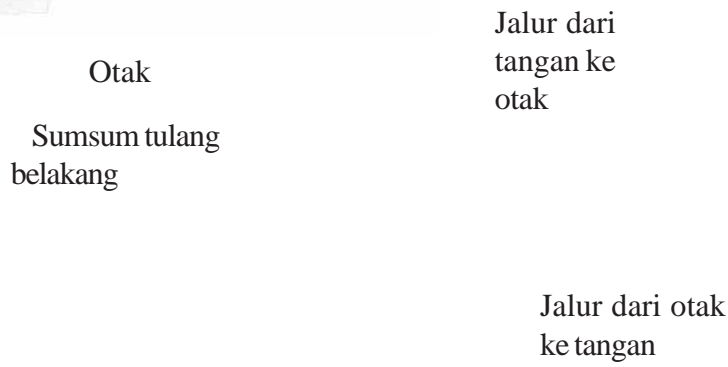 Otak
Sumsum tulang
belakang
Jalur dari
tangan ke
otak
Jalur dari otak
ke tangan